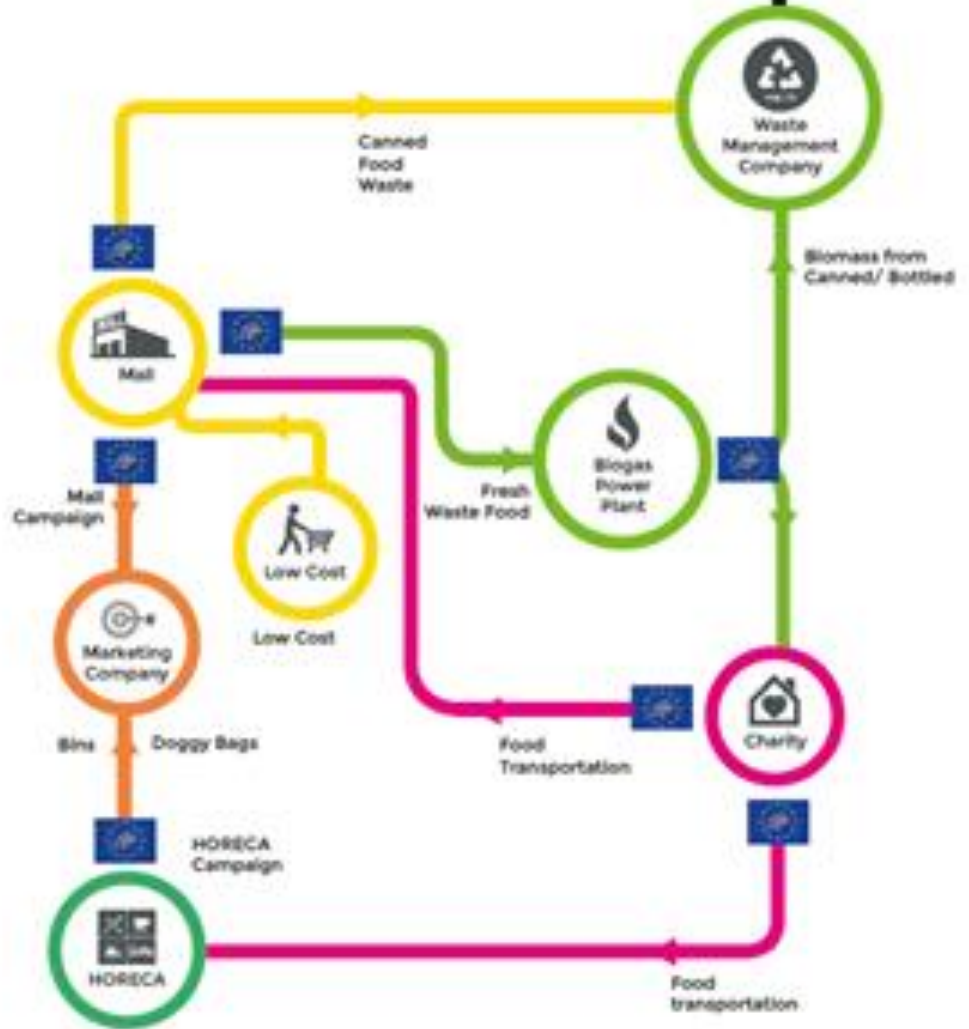 Waste
Management
Company
Canned
Food
Waste
Biomass from
Canned/ Bottled
Mall
Biogas
Power
Plant
Fresh
Waste Food
Mall
Campaign
Low Cost
Low Cost
Marketing
Company
Bins
Doggy Bags
Charity
Food
Transportation
HORECA
Campaign
HORECA
Food
transportation